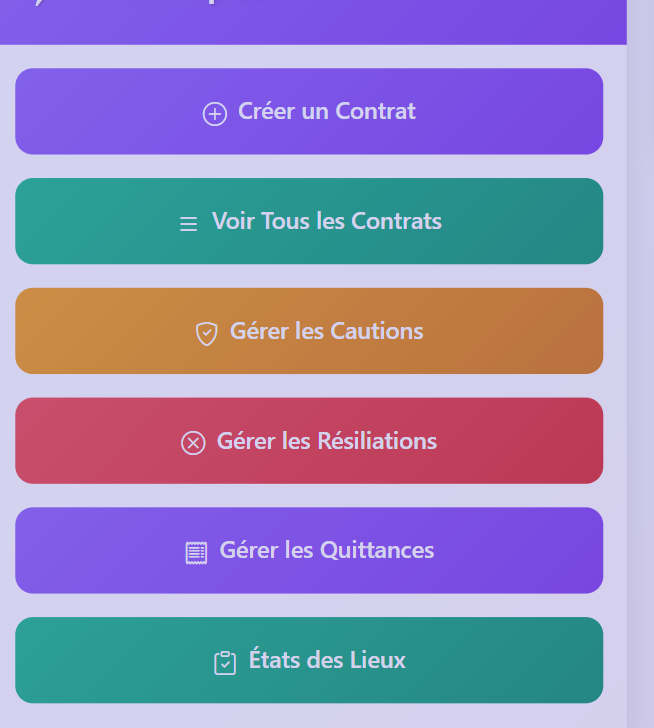 Créer un Contrat
Voir Tous les Contrats
Gérer les Cautions
Gérer les Résiliations
Gérer les Quittances
États des Lieux